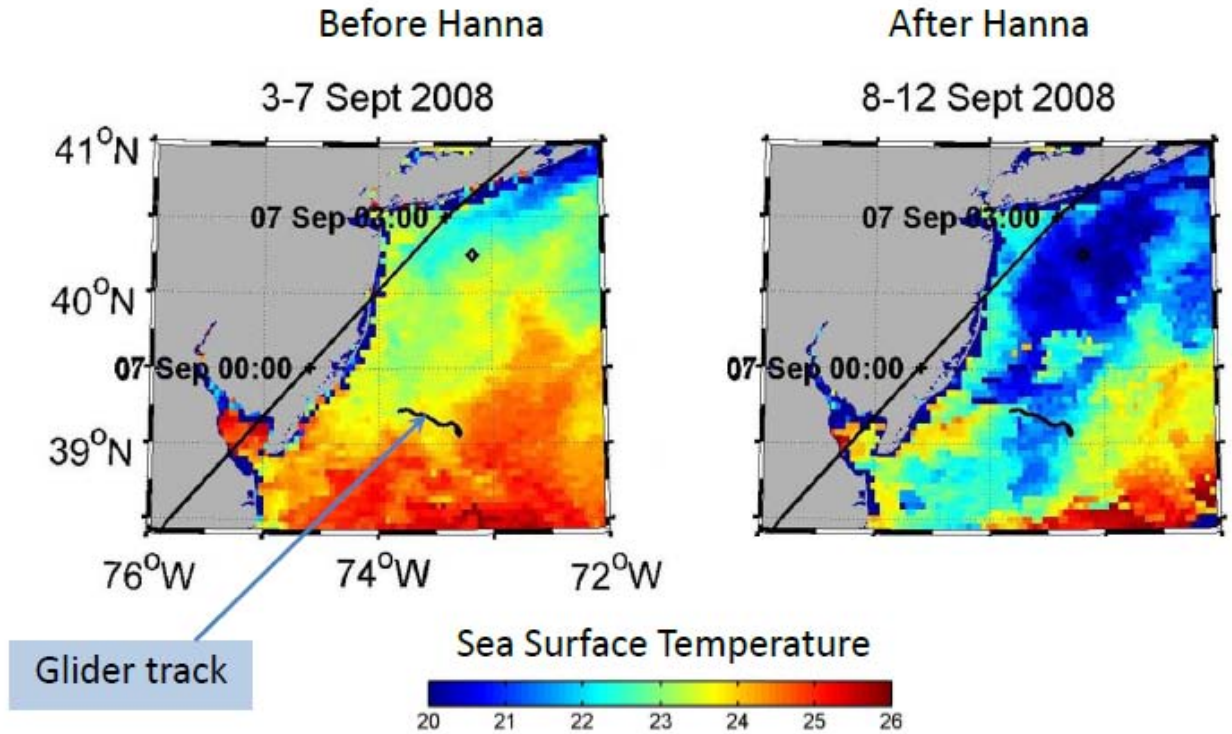 Before Hanna
After Hanna
3-7 Sept 2008
8-12 Sept 2008
41°N
07 Sep 03:00
07 Sep 03:00
40°N
07 Sep 00:00
07 Sep 00:00
39°N
76°W
74°W
72°W
Glider track
Sea Surface Temperature
20 21 22 23 24 25 26